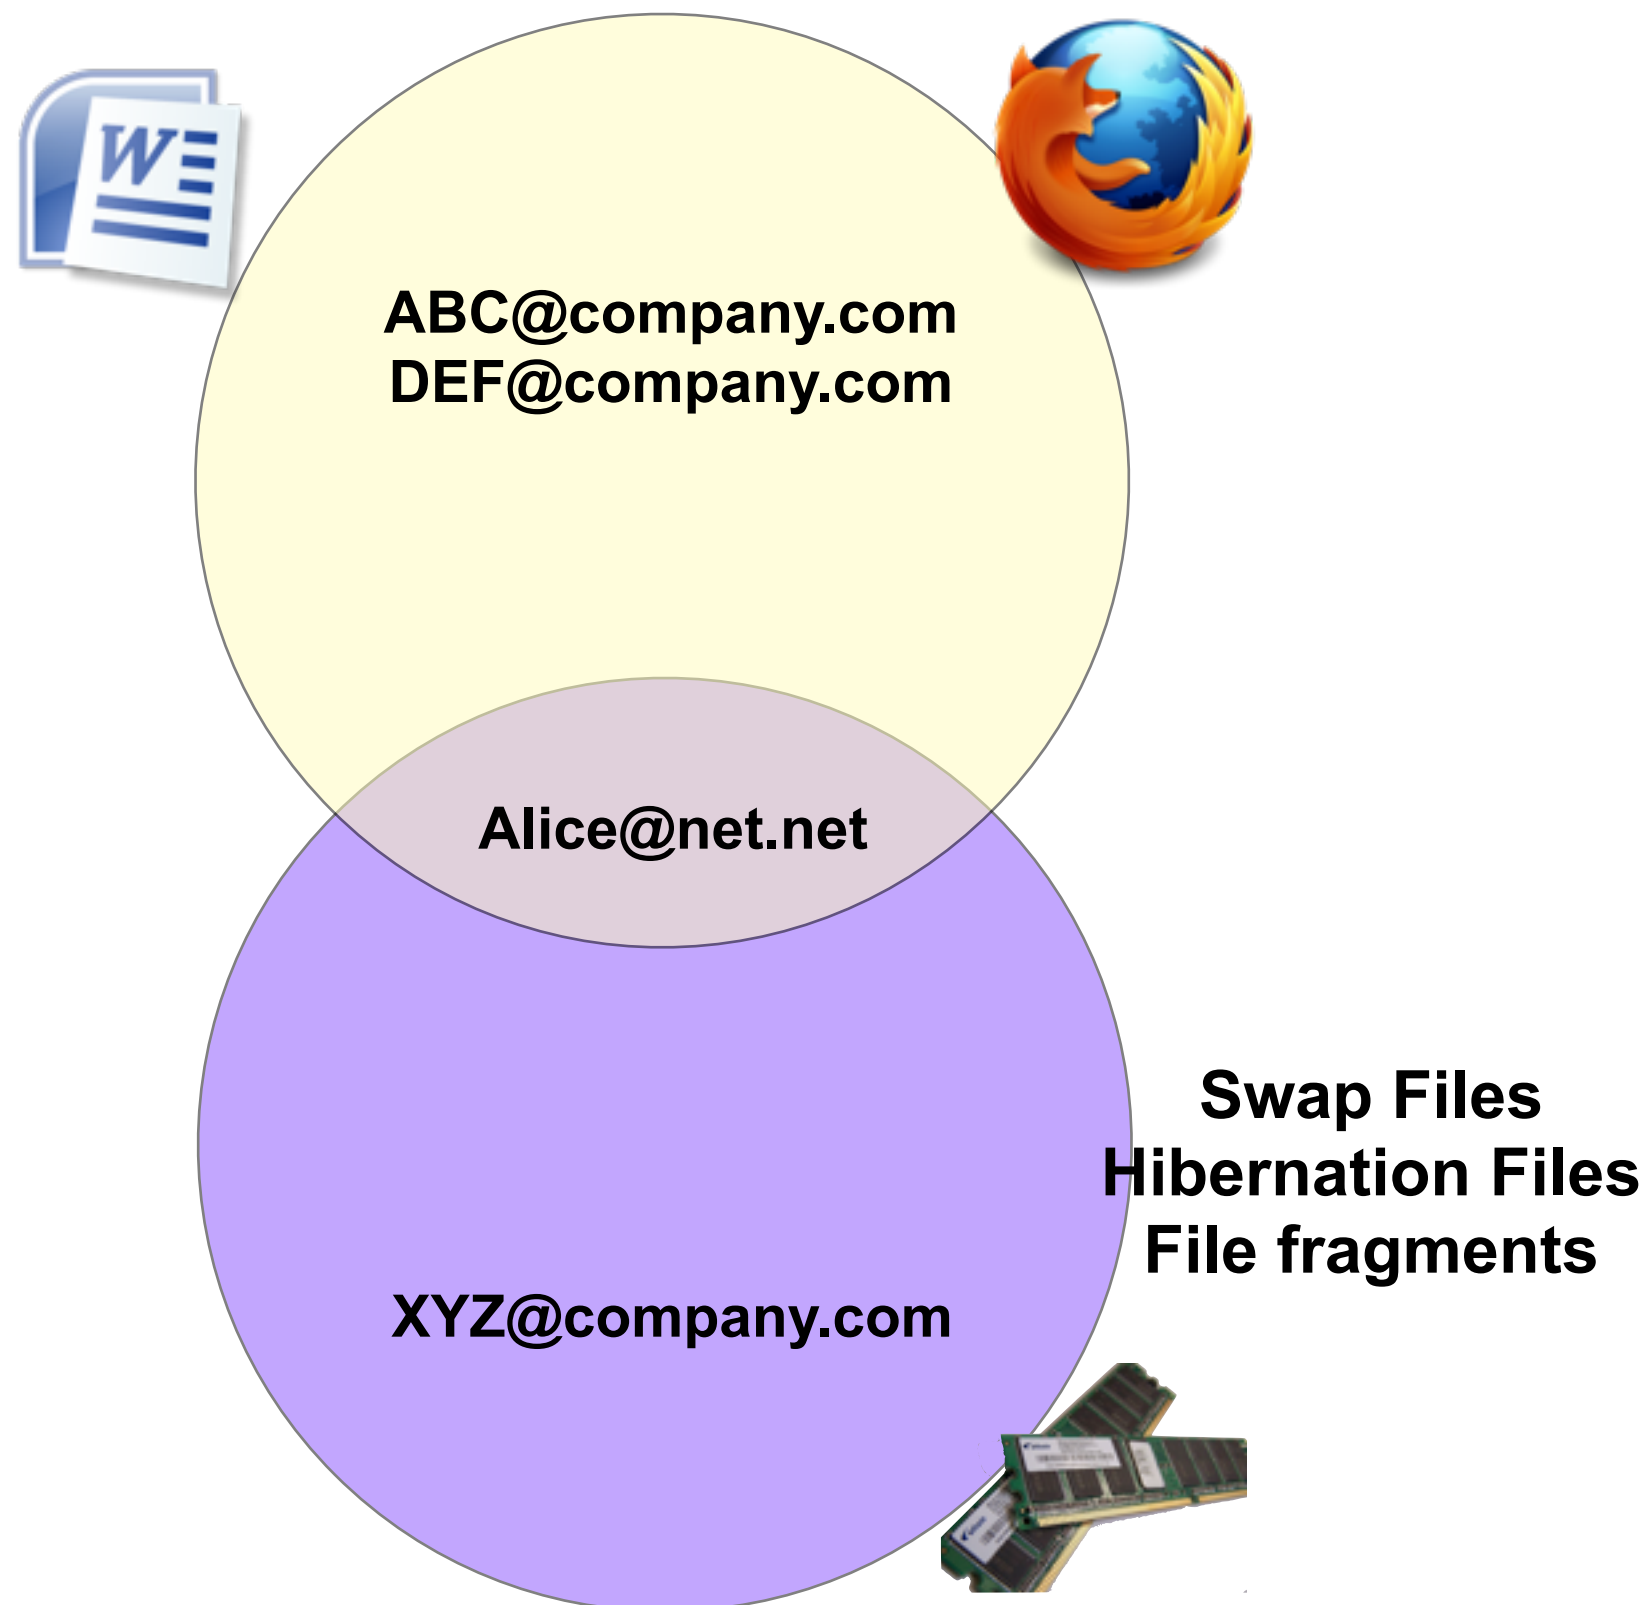 W
ABC@company.com
DEF@company.com
Alice@net.net
Swap Files
Hibernation Files
File fragments
XYZ@company.com